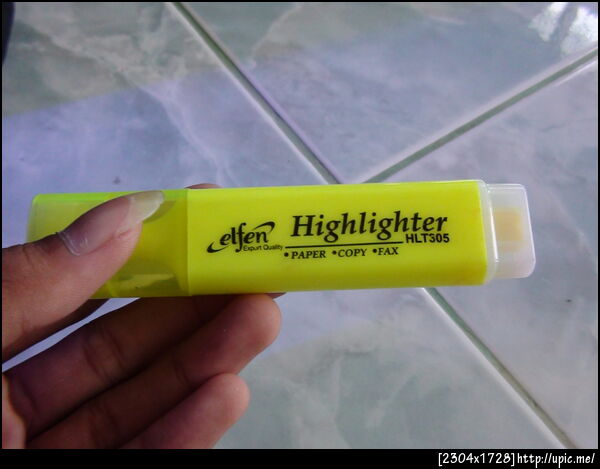 elfen
Export Quality
Highlighter
HLT305
•PAPER •COPY •FAX
[2304x1728]http://upic.me/